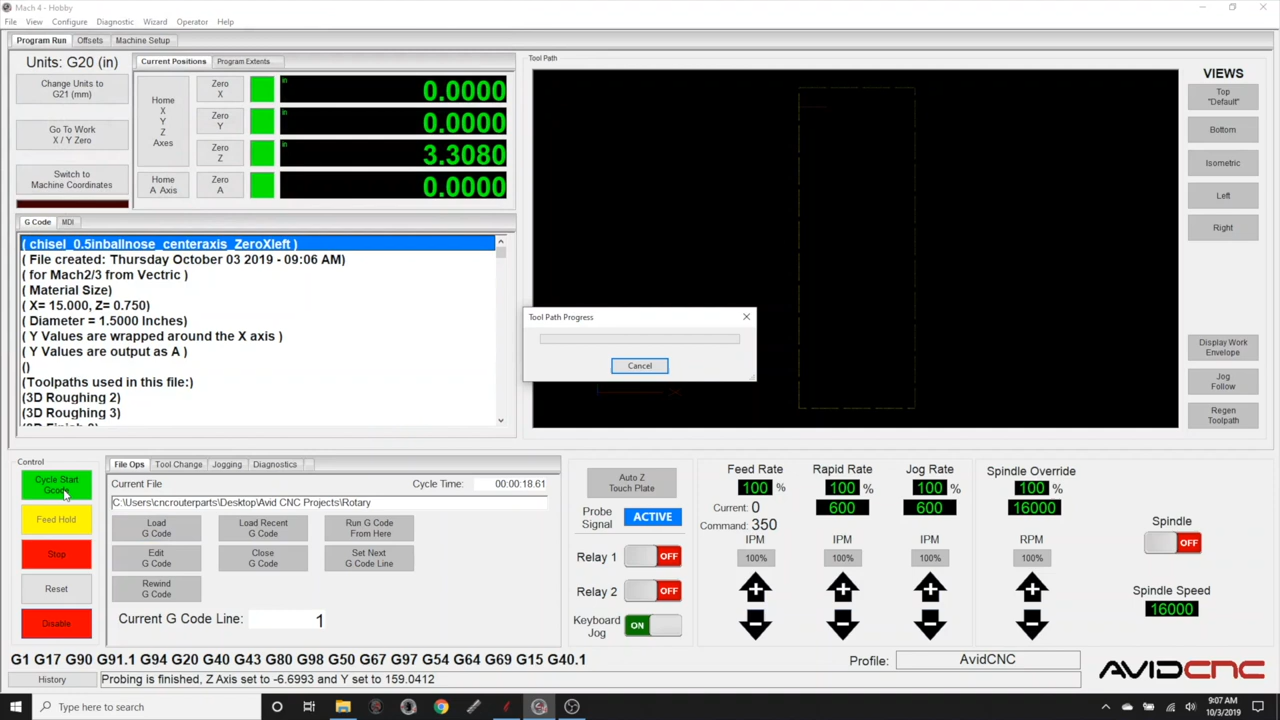 Mach 4 - Hobby
File View Configure Diagnostic Wizard Operator Help
Program Run Offsets Machine Setup
Units: G20 (in)
Change Units to
G21 (mm)
Go To Work
X / Y Zero
Switch to
Machine Coordinates
Current Positions Program Extents
Home
X
Y
Z
Axes
Home
A Axis
Zero
X
in
0.0000
Zero
Y
in
0.0000
Zero
Z
in
3.3080
Zero
A
0.0000
G Code MDI
( chisel_0.5inballnose_centeraxis_ZeroXleft )
( File created: Thursday October 03 2019 - 09:06 AM)
( for Mach2/3 from Vectric )
( Material Size)
( X= 15.000, Z= 0.750)
( Diameter = 1.5000 Inches)
( Y Values are wrapped around the X axis )
( Y Values are output as A )
()
(Toolpaths used in this file:)
(3D Roughing 2)
(3D Roughing 3)
Tool Path
Tool Path Progress
Cancel
VIEWS
Top
"Default"
Bottom
Isometric
Left
Right
Display Work
Envelope
Jog
Follow
Regen
Toolpath
Control
Cycle Start
Gcode
Feed Hold
Stop
Reset
Disable
File Ops Tool Change Jogging Diagnostics
Current File
Cycle Time: 00:00:18.61
C:\Users\cncrouterparts\Desktop\Avid CNC Projects\Rotary
Load
G Code
Load Recent
G Code
Run G Code
From Here
Edit
G Code
Close
G Code
Set Next
G Code Line
Rewind
G Code
Current G Code Line: 1
Auto Z
Touch Plate
Probe
Signal
ACTIVE
Relay 1 OFF
Relay 2 OFF
Keyboard
Jog
ON
Feed Rate
100 %
Current: 0
Command: 350
IPM
100%
Rapid Rate
100 %
600
IPM
100%
Jog Rate
100 %
600
IPM
100%
Spindle Override
100 %
16000
RPM
100%
Spindle
OFF
Spindle Speed
16000
G1 G17 G90 G91.1 G94 G20 G40 G43 G80 G98 G50 G67 G97 G54 G64 G69 G15 G40.1
Profile: AvidCNC
AVIDCNC
History
Probing is finished, Z Axis set to -6.6993 and Y set to 159.0412
Type here to search
9:07 AM
10/3/2019